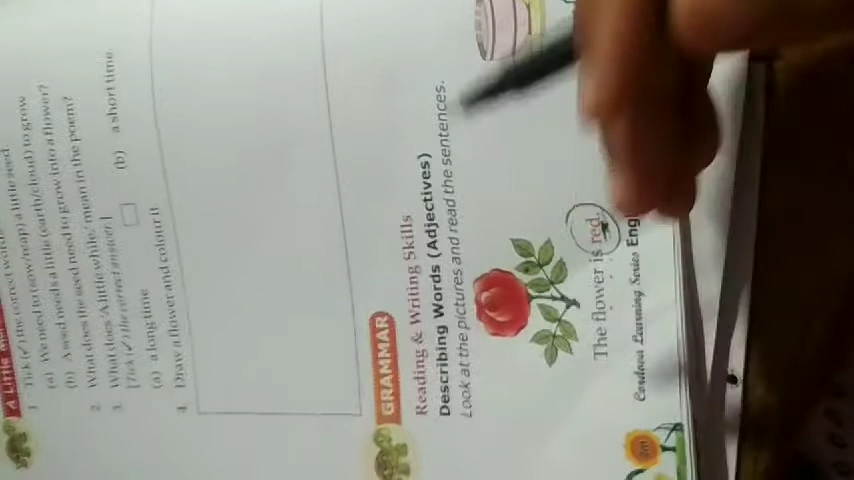 A Little
1. Tick (✓) the correct word
(a) We need to (sow/reap) a little seed
(b) A seed needs a little (earth/cloud) to grow
2. What does the seed need to grow into a flower?
3. What does 'A little while,' mean in the poem?
[Tick (✓) the correct answer.]
(a) a long time (b) a short time
4. Draw a flower and colour it
GRAMMAR
Reading & Writing Skills
Describing Words (Adjectives)
Look at the pictures and read the sentences.
The flower is red.
Cordova Learning Series Eng